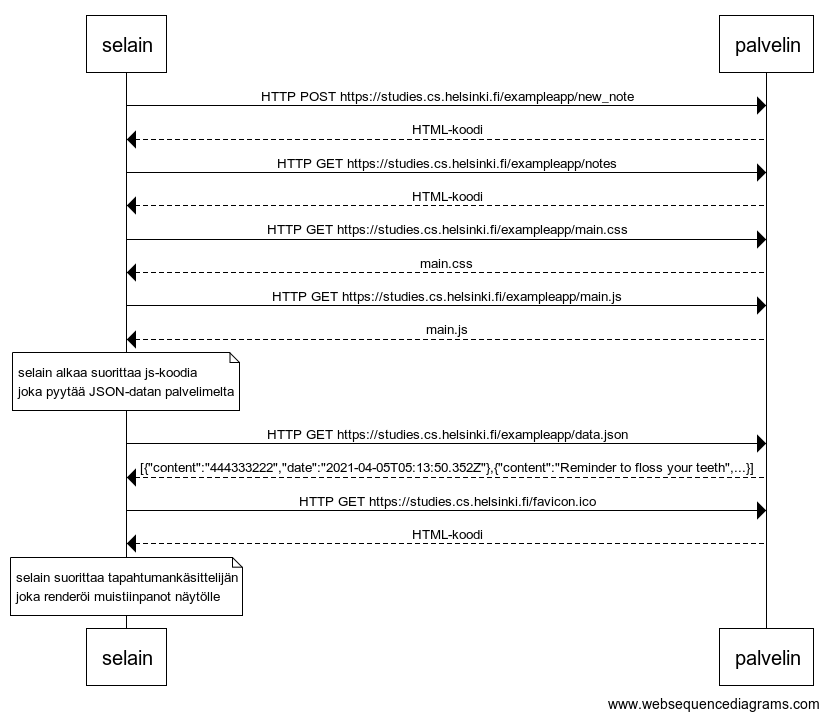 selain
palvelin
HTTP POST https://studies.cs.helsinki.fi/exampleapp/new_note
HTML-koodi
HTTP GET https://studies.cs.helsinki.fi/exampleapp/notes
HTML-koodi
HTTP GET https://studies.cs.helsinki.fi/exampleapp/main.css
main.css
HTTP GET https://studies.cs.helsinki.fi/exampleapp/main.js
main.js
selain alkaa suorittaa js-koodia
joka pyytää JSON-datan palvelimelta
HTTP GET https://studies.cs.helsinki.fi/exampleapp/data.json
[{"content":"444333222","date":"2021-04-05T05:13:50.352Z"},{"content":"Reminder to floss your teeth",...}]
HTTP GET https://studies.cs.helsinki.fi/favicon.ico
HTML-koodi
selain suorittaa tapahtumankäsittelijän
joka renderöi muistiinpanot näytölle
selain
palvelin
www.websequencediagrams.com